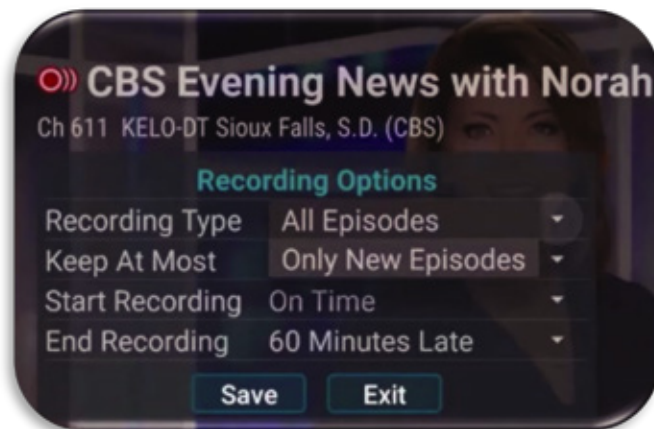 CBS Evening News with Norah
Ch 611 KELO-DT Sioux Falls, S.D. (CBS)
Recording Options
Recording Type All Episodes
Keep At Most Only New Episodes
Start Recording On Time
End Recording 60 Minutes Late
Save Exit